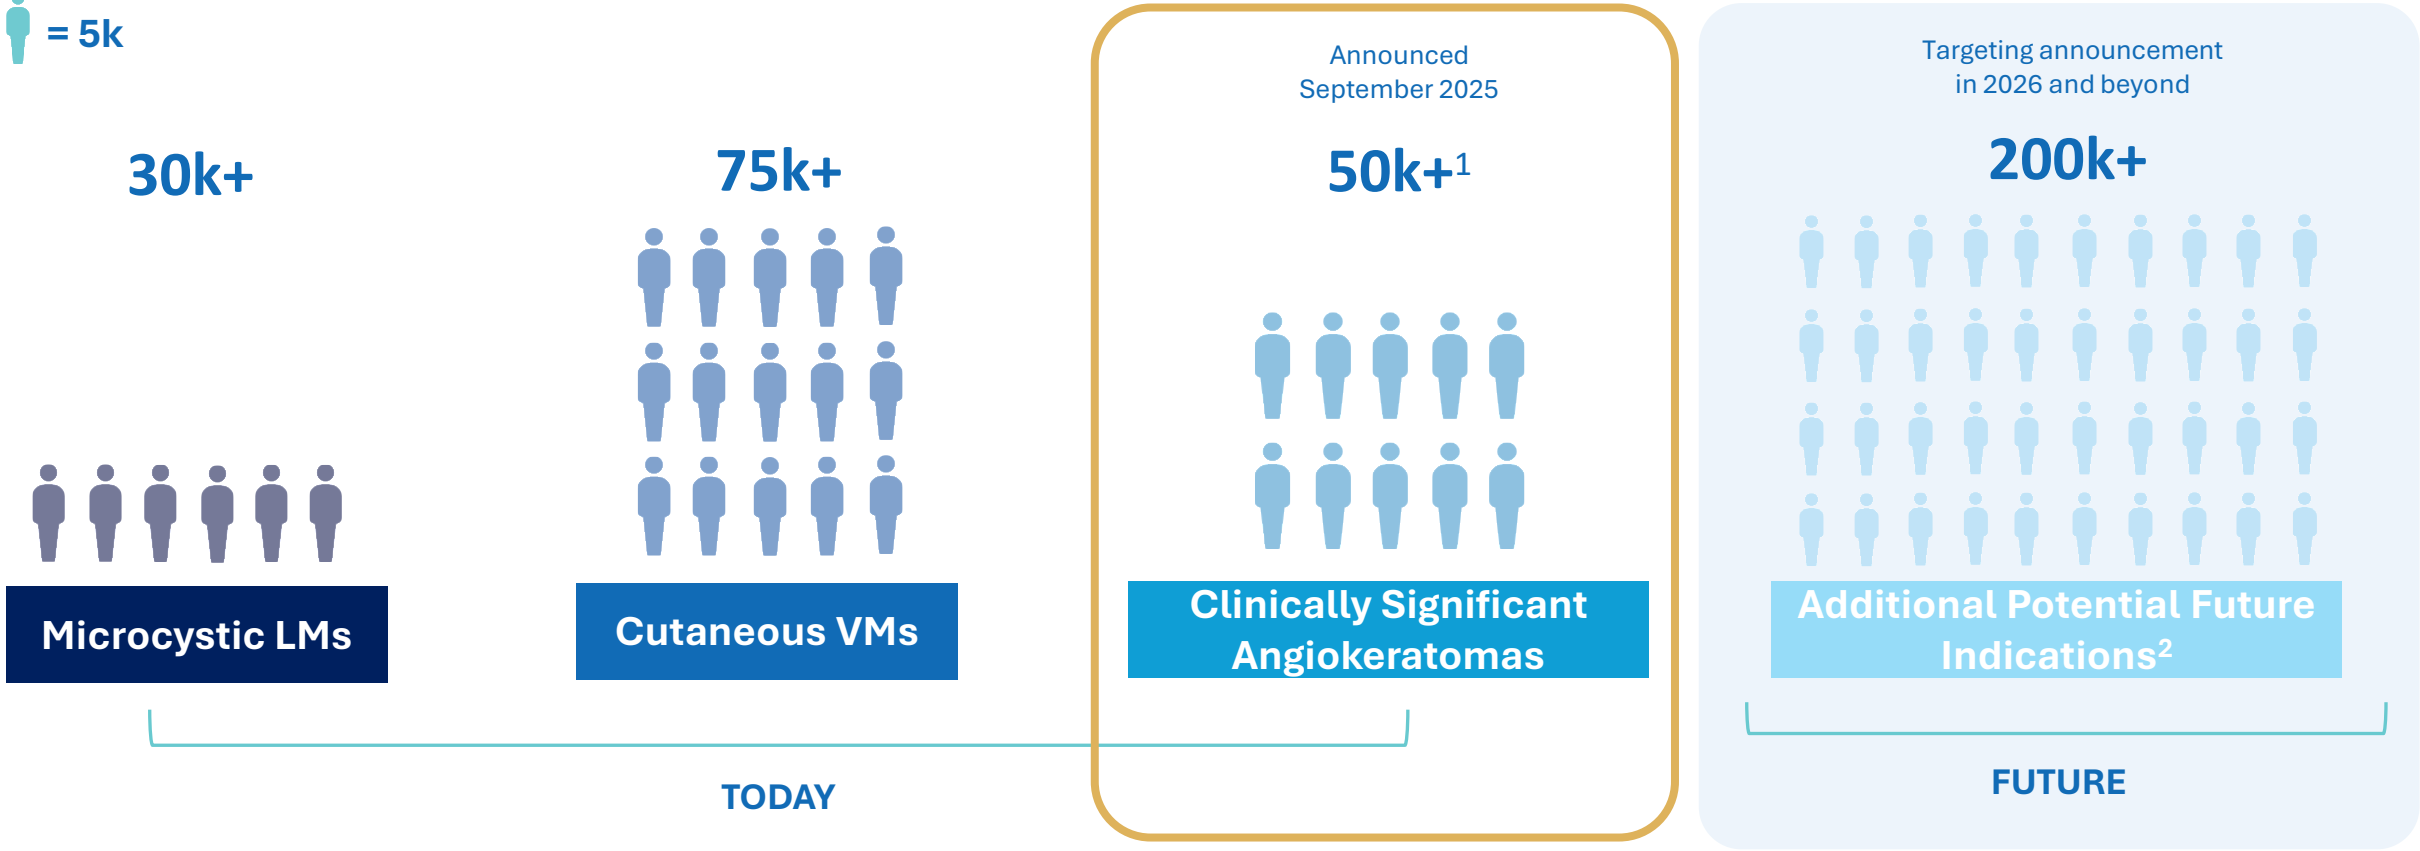 = 5k
30k+
Microcystic LMs
75k+
Cutaneous VMs
Announced
September 2025
50k+¹
Clinically Significant
Angiokeratomas
TODAY
Targeting announcement
in 2026 and beyond
200k+
Additional Potential Future
Indications²
FUTURE